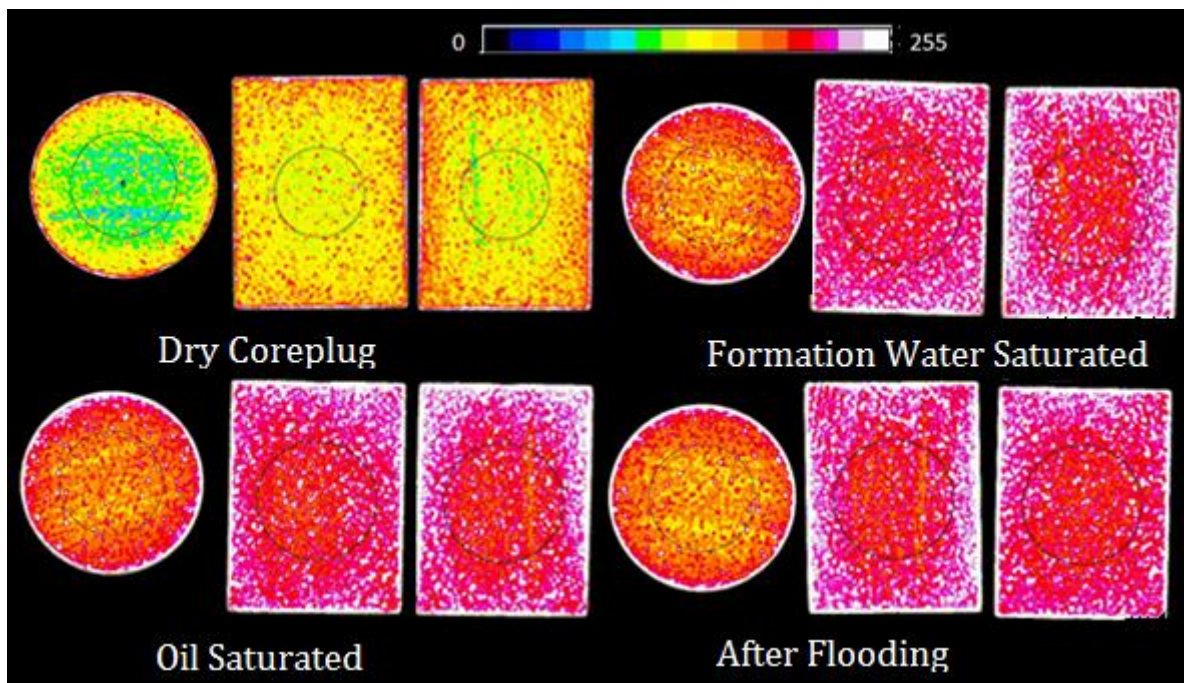 0 255
Dry Coreplug
Formation Water Saturated
Oil Saturated
After Flooding